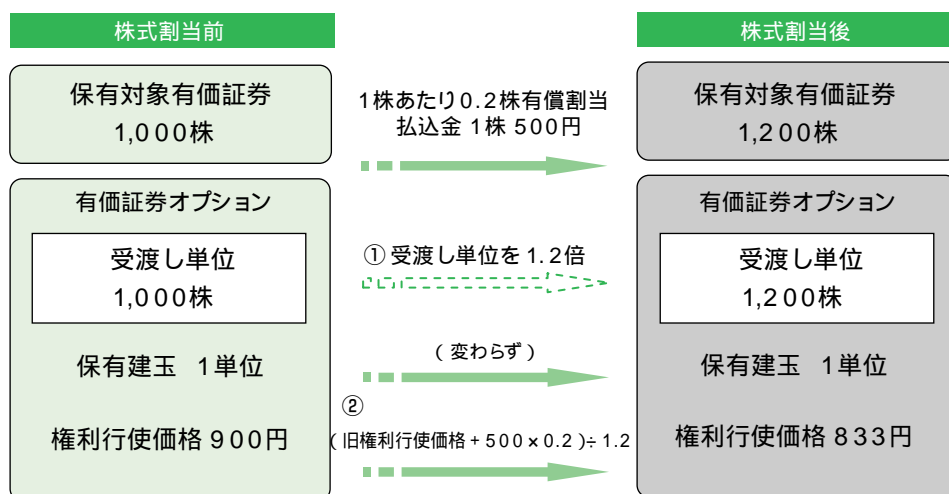 株式割当前
株式割当後
保有対象有価証券
1,000株
1株あたり0.2株有償割当
払込金 1株 500円
保有対象有価証券
1,200株
有価証券オプション
受渡し単位
1,000株
保有建玉 1単位
権利行使価格 900円
① 受渡し単位を 1.2倍
( 変わらず )
②
( 旧権利行使価格 + 500 × 0.2 ) ÷ 1.2
有価証券オプション
受渡し単位
1,200株
保有建玉 1単位
権利行使価格 833円